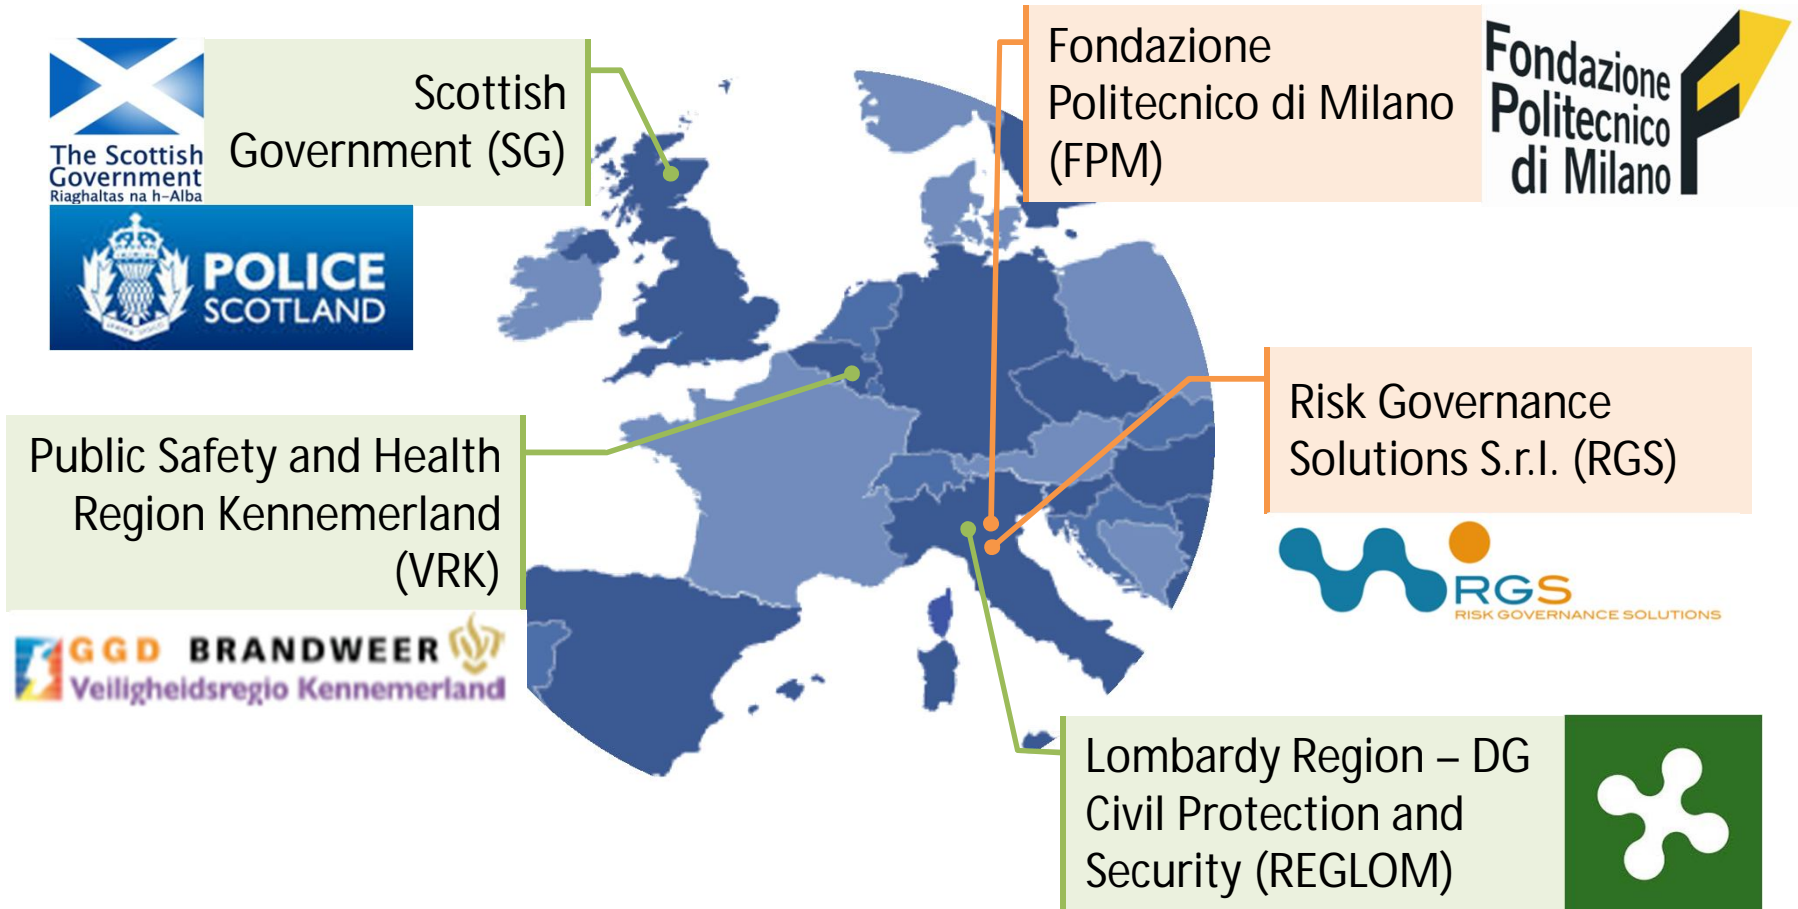 The Scottish
Government
Riaghaltas na h-Alba
Scottish
Government (SG)
POLICE
SCOTLAND
Fondazione
Politecnico di Milano
(FPM)
Fondazione
Politecnico
di Milano
Public Safety and Health
Region Kennemerland
(VRK)
GGD BRANDWEER
Veiligheidsregio Kennemerland
Risk Governance
Solutions S.r.l. (RGS)
RGS
RISK GOVERNANCE SOLUTIONS
Lombardy Region – DG
Civil Protection and
Security (REGLOM)